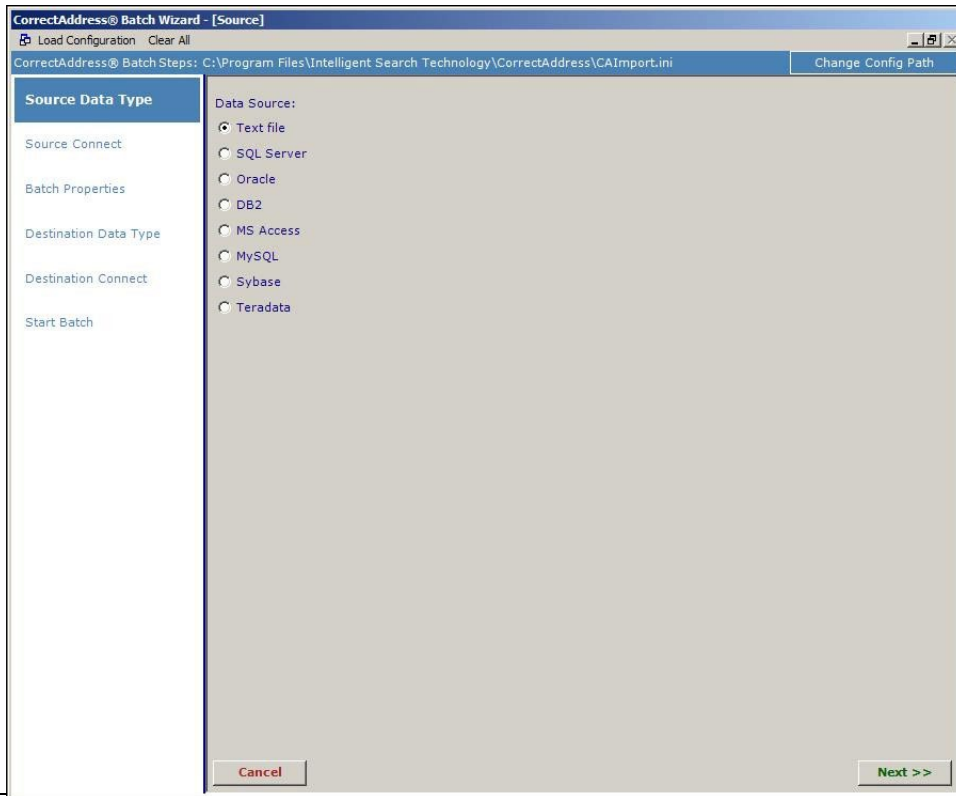 CorrectAddress® Batch Wizard - [Source]
Load Configuration Clear All
CorrectAddress® Batch Steps: C:\Program Files\Intelligent Search Technology\CorrectAddress\CAImport.ini Change Config Path
Source Data Type
Source Connect
Batch Properties
Destination Data Type
Destination Connect
Start Batch
Data Source:
Text file
SQL Server
Oracle
DB2
MS Access
MySQL
Sybase
Teradata
Cancel Next >>